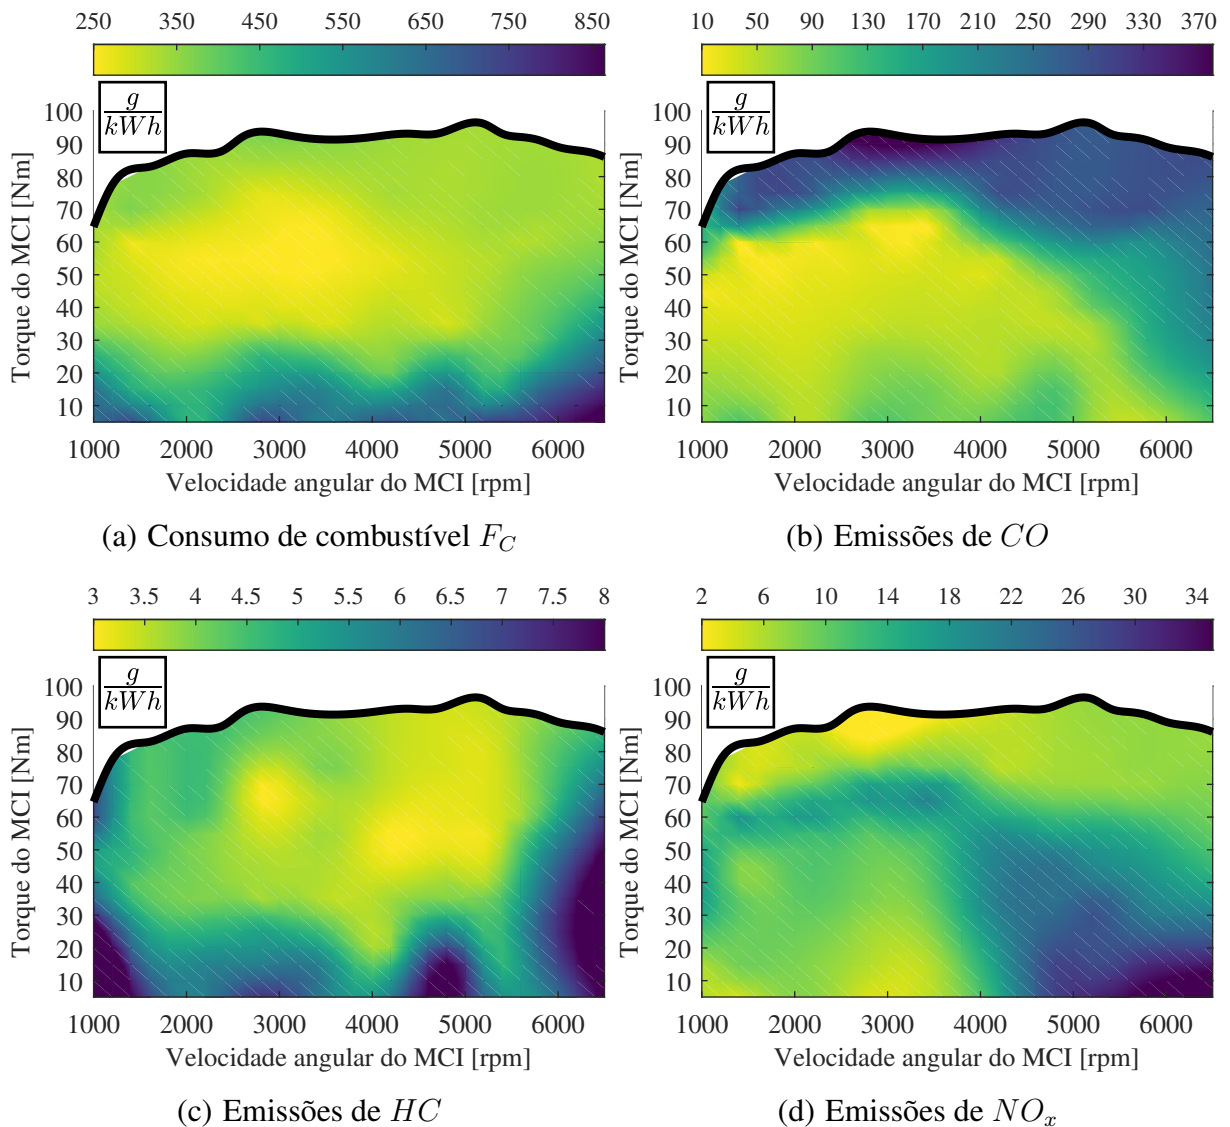 250 350 450 550 650 750 850
10 50 90 130 170 210 250 290 330 370
g
kWh
g
kWh
100
90
80
70
60
50
40
30
20
10
Torque do MCI [Nm]
1000 2000 3000 4000 5000 6000
Velocidade angular do MCI [rpm]
(a) Consumo de combustível F_C
100
90
80
70
60
50
40
30
20
10
Torque do MCI [Nm]
1000 2000 3000 4000 5000 6000
Velocidade angular do MCI [rpm]
(b) Emissões de CO
3 3.5 4 4.5 5 5.5 6 6.5 7 7.5 8
2 6 10 14 18 22 26 30 34
g
kWh
g
kWh
100
90
80
70
60
50
40
30
20
10
Torque do MCI [Nm]
1000 2000 3000 4000 5000 6000
Velocidade angular do MCI [rpm]
(c) Emissões de HC
100
90
80
70
60
50
40
30
20
10
Torque do MCI [Nm]
1000 2000 3000 4000 5000 6000
Velocidade angular do MCI [rpm]
(d) Emissões de NO_x